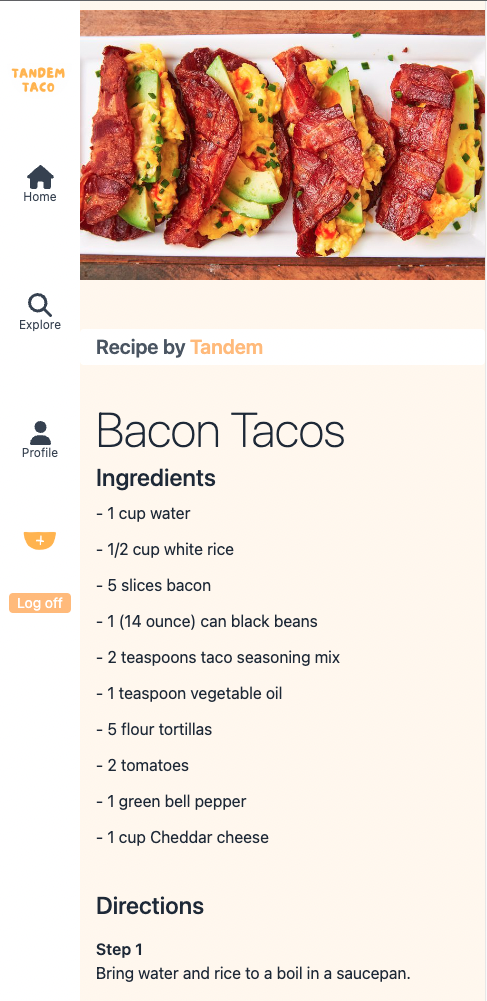 TANDEM
TACO
Home
Explore
Profile
+
Log off
Recipe by Tandem
Bacon Tacos
Ingredients
- 1 cup water
- 1/2 cup white rice
- 5 slices bacon
- 1 (14 ounce) can black beans
- 2 teaspoons taco seasoning mix
- 1 teaspoon vegetable oil
- 5 flour tortillas
- 2 tomatoes
- 1 green bell pepper
- 1 cup Cheddar cheese
Directions
Step 1
Bring water and rice to a boil in a saucepan.